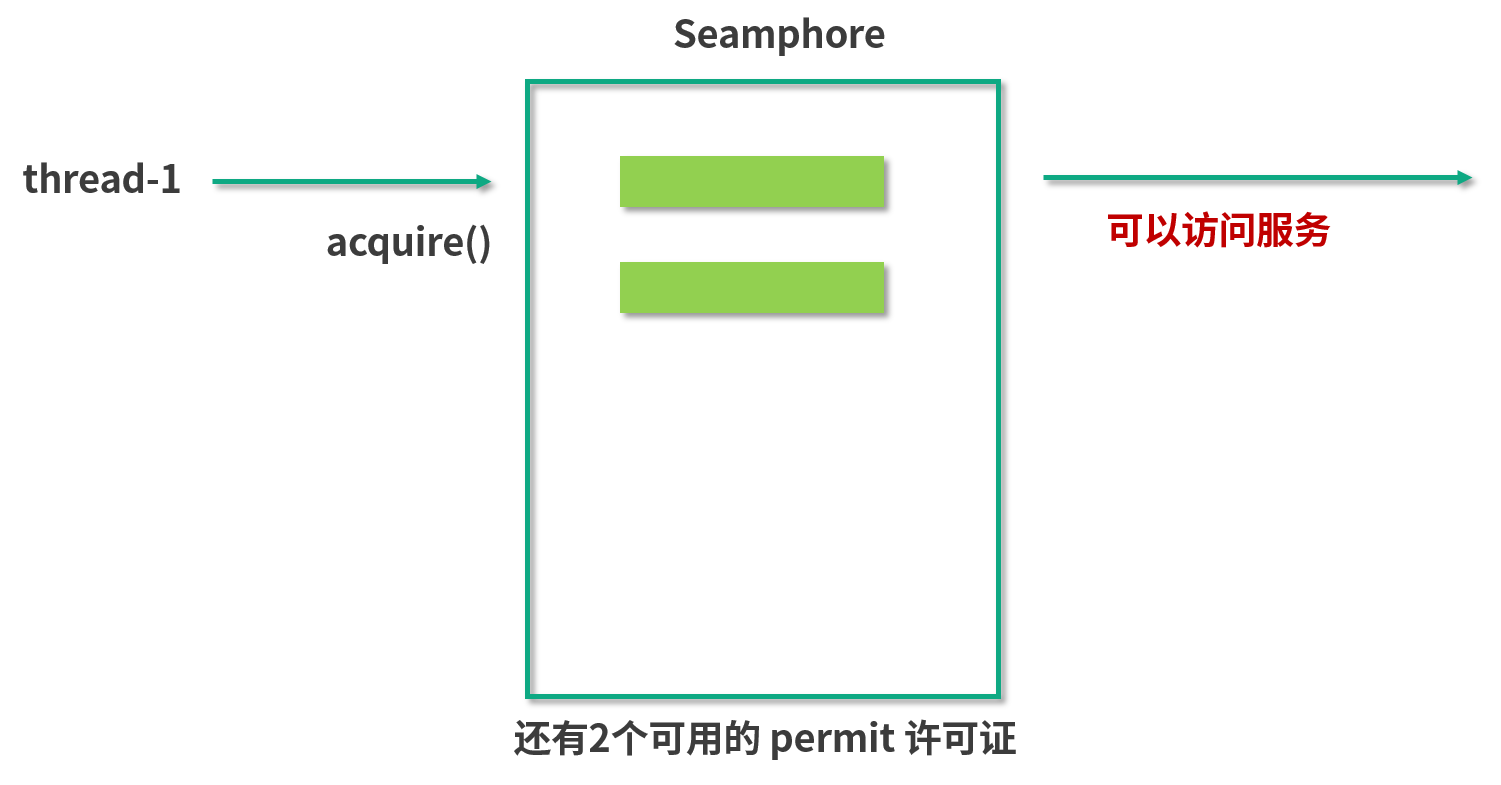 Seamphore
thread-1
acquire()
可以访问服务
还有2个可用的 permit 许可证